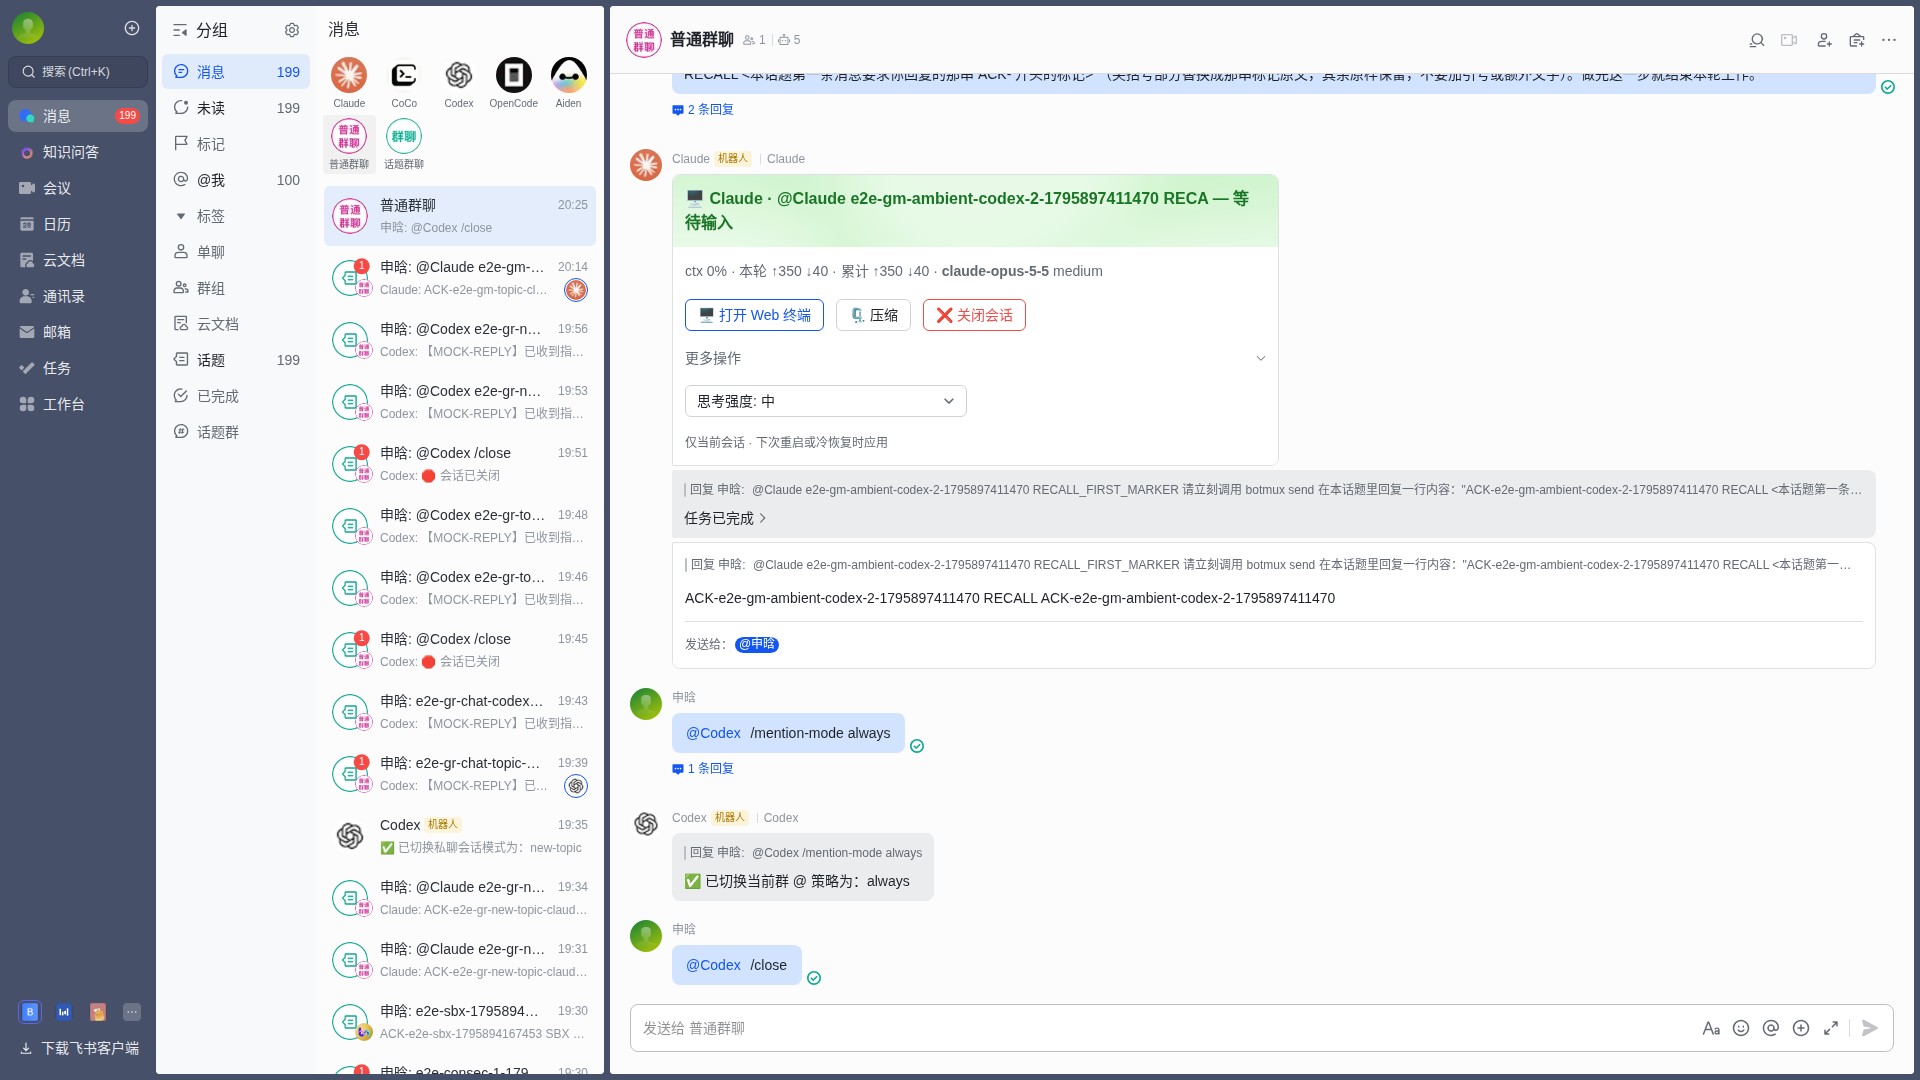 搜索 (Ctrl+K)
消息
199
知识问答
会议
日历
云文档
通讯录
邮箱
任务
工作台
下载飞书客户端
分组
消息 199
未读 199
标记
@我 100
标签
单聊
群组
云文档
话题 199
已完成
话题群
消息
Claude
CoCo
Codex
OpenCode
Aiden
普通群聊
话题群聊
普通群聊 20:25
申晗: @Codex /close
申晗: @Claude e2e-gm-... 20:14
Claude: ACK-e2e-gm-topic-cl...
申晗: @Codex e2e-gr-n... 19:56
Codex: 【MOCK-REPLY】已收到指...
申晗: @Codex e2e-gr-n... 19:53
Codex: 【MOCK-REPLY】已收到指...
申晗: @Codex /close 19:51
Codex: 🛑 会话已关闭
申晗: @Codex e2e-gr-to... 19:48
Codex: 【MOCK-REPLY】已收到指...
申晗: @Codex e2e-gr-to... 19:46
Codex: 【MOCK-REPLY】已收到指...
申晗: @Codex /close 19:45
Codex: 🛑 会话已关闭
申晗: e2e-gr-chat-codex... 19:43
Codex: 【MOCK-REPLY】已收到指...
申晗: e2e-gr-chat-topic-... 19:39
Codex: 【MOCK-REPLY】已...
Codex 机器人 19:35
✅ 已切换私聊会话模式为：new-topic
申晗: @Claude e2e-gr-n... 19:34
Claude: ACK-e2e-gr-new-topic-claud...
申晗: @Claude e2e-gr-n... 19:31
Claude: ACK-e2e-gr-new-topic-claud...
申晗: e2e-sbx-1795894... 19:30
ACK-e2e-sbx-1795894167453 SBX ...
申晗: e2e-consec-1-179... 19:30
普通群聊 1 5
2 条回复
Claude 机器人 Claude
🖥️ Claude · @Claude e2e-gm-ambient-codex-2-1795897411470 RECA — 等
待输入
ctx 0% · 本轮 ↑350 ↓40 · 累计 ↑350 ↓40 · claude-opus-5-5 medium
🖥️ 打开 Web 终端
🗜️ 压缩
❌ 关闭会话
更多操作
思考强度: 中
仅当前会话 · 下次重启或冷恢复时应用
回复 申晗: @Claude e2e-gm-ambient-codex-2-1795897411470 RECALL_FIRST_MARKER 请立刻调用 botmux send 在本话题里回复一行内容："ACK-e2e-gm-ambient-codex-2-1795897411470 RECALL <本话题第一条...
任务已完成
回复 申晗: @Claude e2e-gm-ambient-codex-2-1795897411470 RECALL_FIRST_MARKER 请立刻调用 botmux send 在本话题里回复一行内容："ACK-e2e-gm-ambient-codex-2-1795897411470 RECALL <本话题第一...
ACK-e2e-gm-ambient-codex-2-1795897411470 RECALL ACK-e2e-gm-ambient-codex-2-1795897411470
发送给： @申晗
申晗
@Codex /mention-mode always
1 条回复
Codex 机器人 Codex
回复 申晗: @Codex /mention-mode always
✅ 已切换当前群 @ 策略为：always
申晗
@Codex /close
发送给 普通群聊